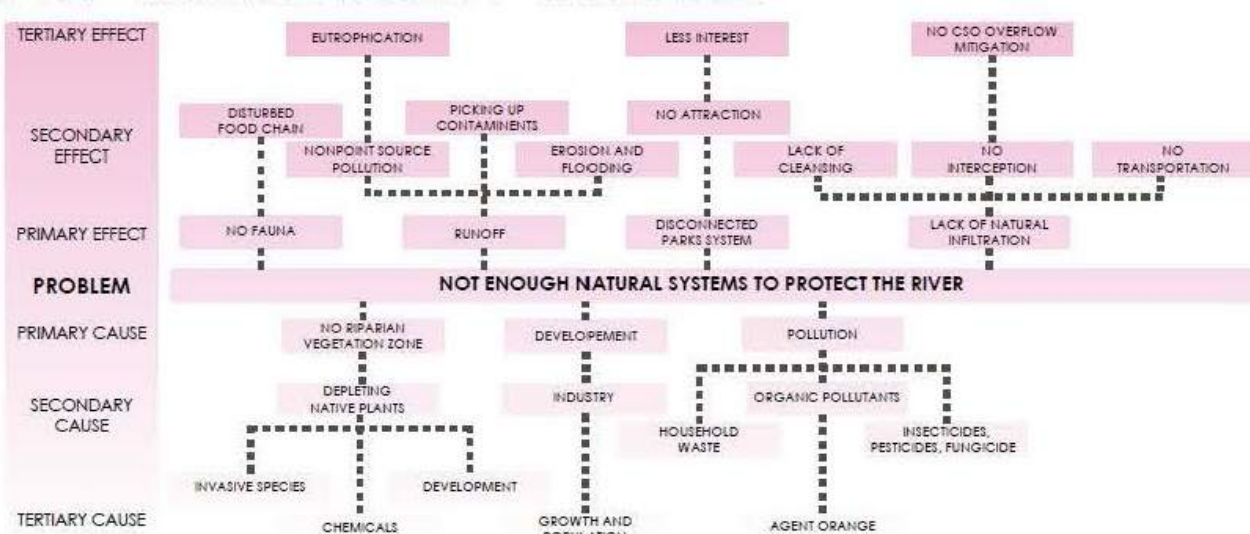 TERTIARY EFFECT
EUTROPHICATION
LESS INTEREST
NO CSO OVERFLOW
MITIGATION
SECONDARY
EFFECT
DISTURBED
FOOD CHAIN
PICKING UP
CONTAMINENTS
NO ATTRACTION
NONPOINT SOURCE
POLLUTION
EROSION AND
FLOODING
LACK OF
CLEANSING
NO
INTERCEPTION
NO
TRANSPORTATION
PRIMARY EFFECT
NO FAUNA
RUNOFF
DISCONNECTED
PARKS SYSTEM
LACK OF NATURAL
INFILTRATION
PROBLEM
NOT ENOUGH NATURAL SYSTEMS TO PROTECT THE RIVER
PRIMARY CAUSE
NO RIPARIAN
VEGETATION ZONE
DEVELOPEMENT
POLLUTION
SECONDARY
CAUSE
DEPLETING
NATIVE PLANTS
INDUSTRY
ORGANIC POLLUTANTS
HOUSEHOLD
WASTE
INSECTICIDES,
PESTICIDES, FUNGICIDE
INVASIVE SPECIES
DEVELOPMENT
TERTIARY CAUSE
CHEMICALS
GROWTH AND
AGENT ORANGE